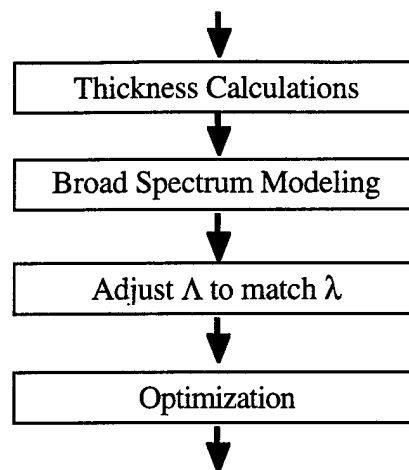 Thickness Calculations
Broad Spectrum Modeling
Adjust Λ to match λ
Optimization